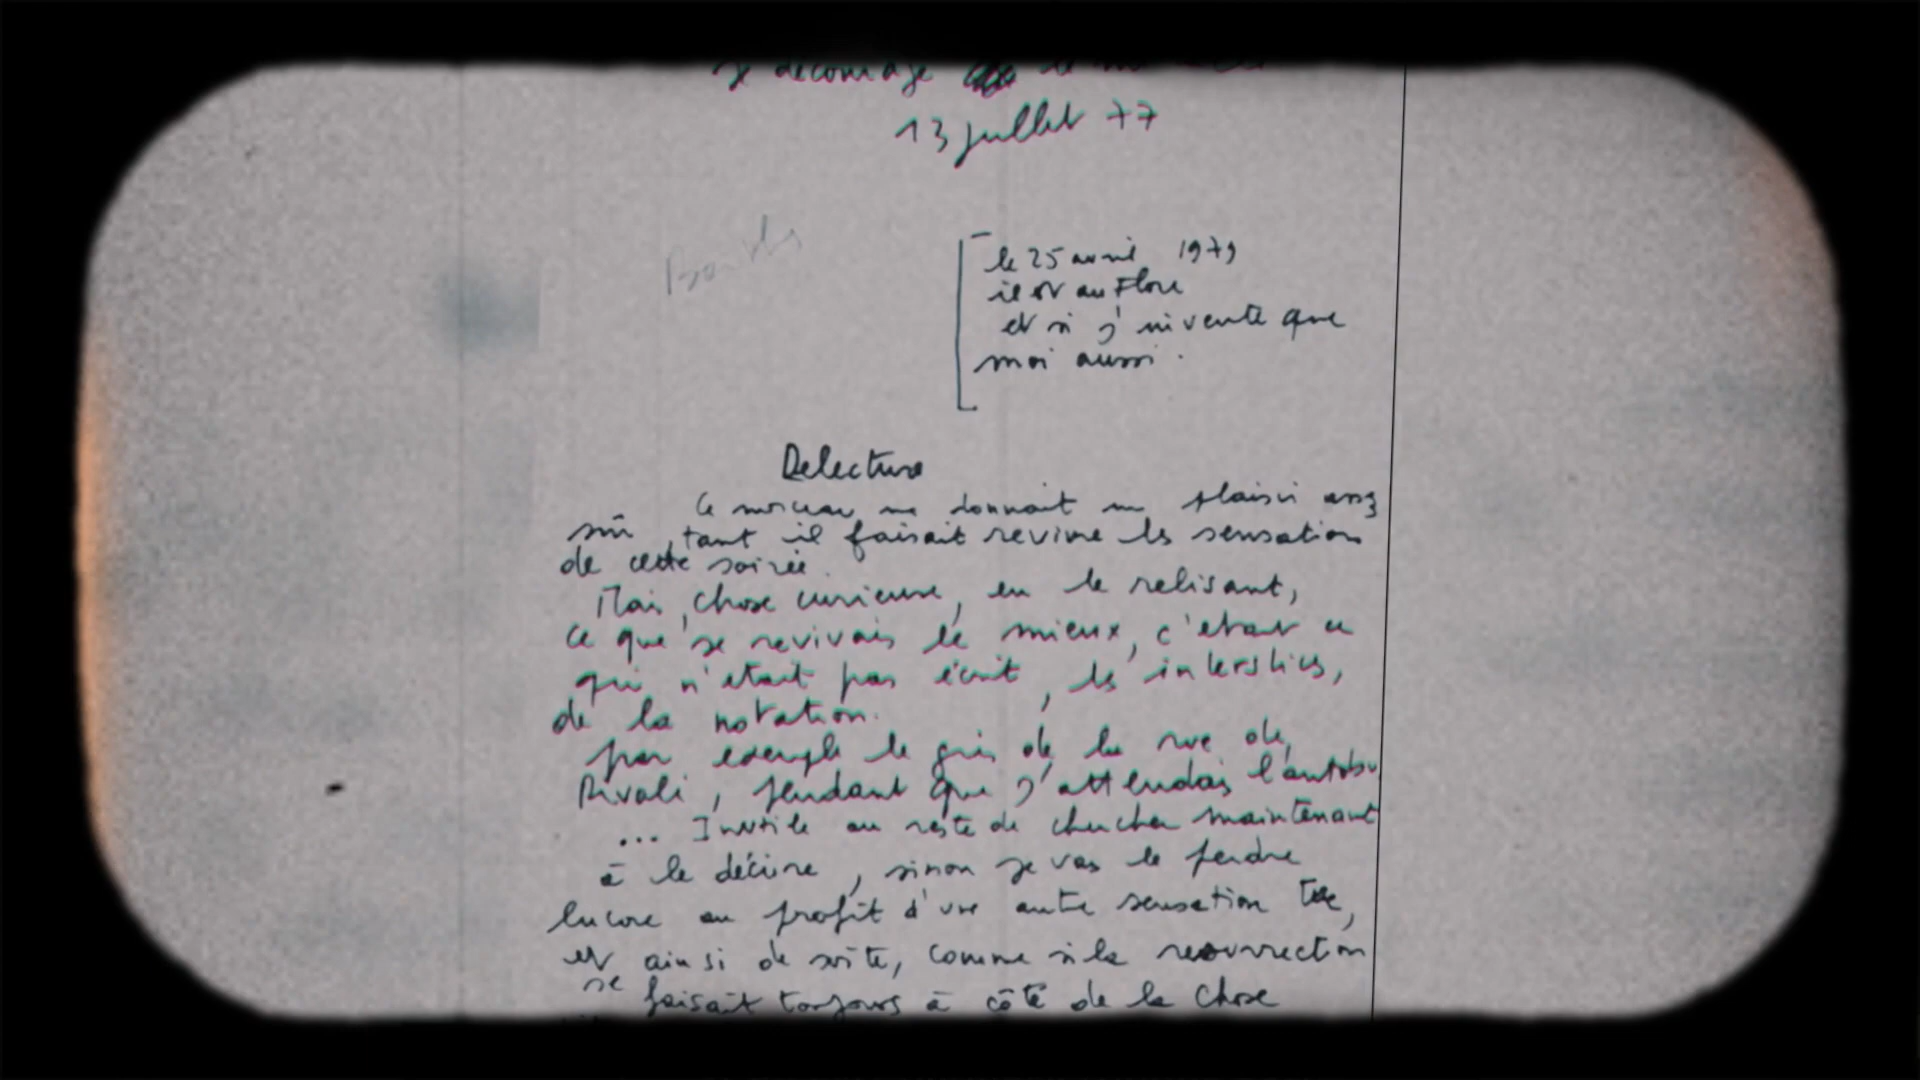 je décourage de
13 juillet 77
le 25 avril 1979
il est au Flore
et si j'invente que
moi aussi.
Relecture
Ce morceau me donnait un plaisir assez
sûr, tant il faisait revivre les sensations
de cette soirée.
Mais, chose curieuse, en le relisant,
ce que je revivais le mieux, c'était ce
qui n'était pas écrit, les interstices,
de la notation.
par exemple le gris de la rue de
Rivoli, pendant que j'attendais l'autobus
... Inutile au reste de chercher maintenant
à le décrire, sinon je vais le perdre
encore au profit d'une autre sensation tue,
et ainsi de suite, comme si la resurrection
se faisait toujours à côté de la chose